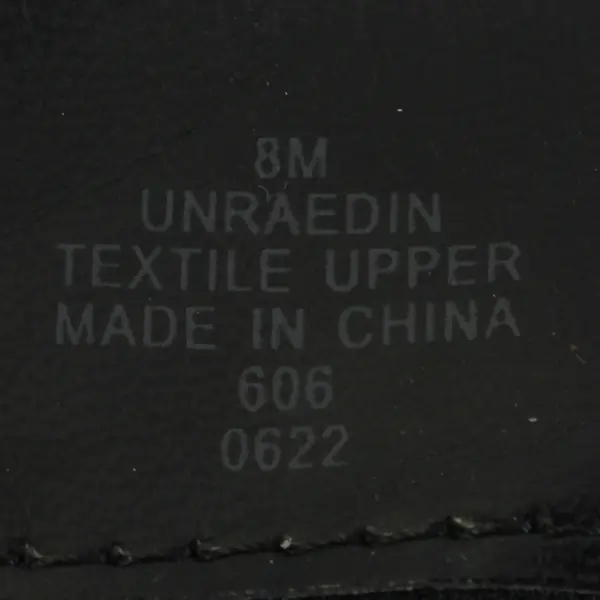 8M
UNRAEDIN
TEXTILE UPPER
MADE IN CHINA
606
0622